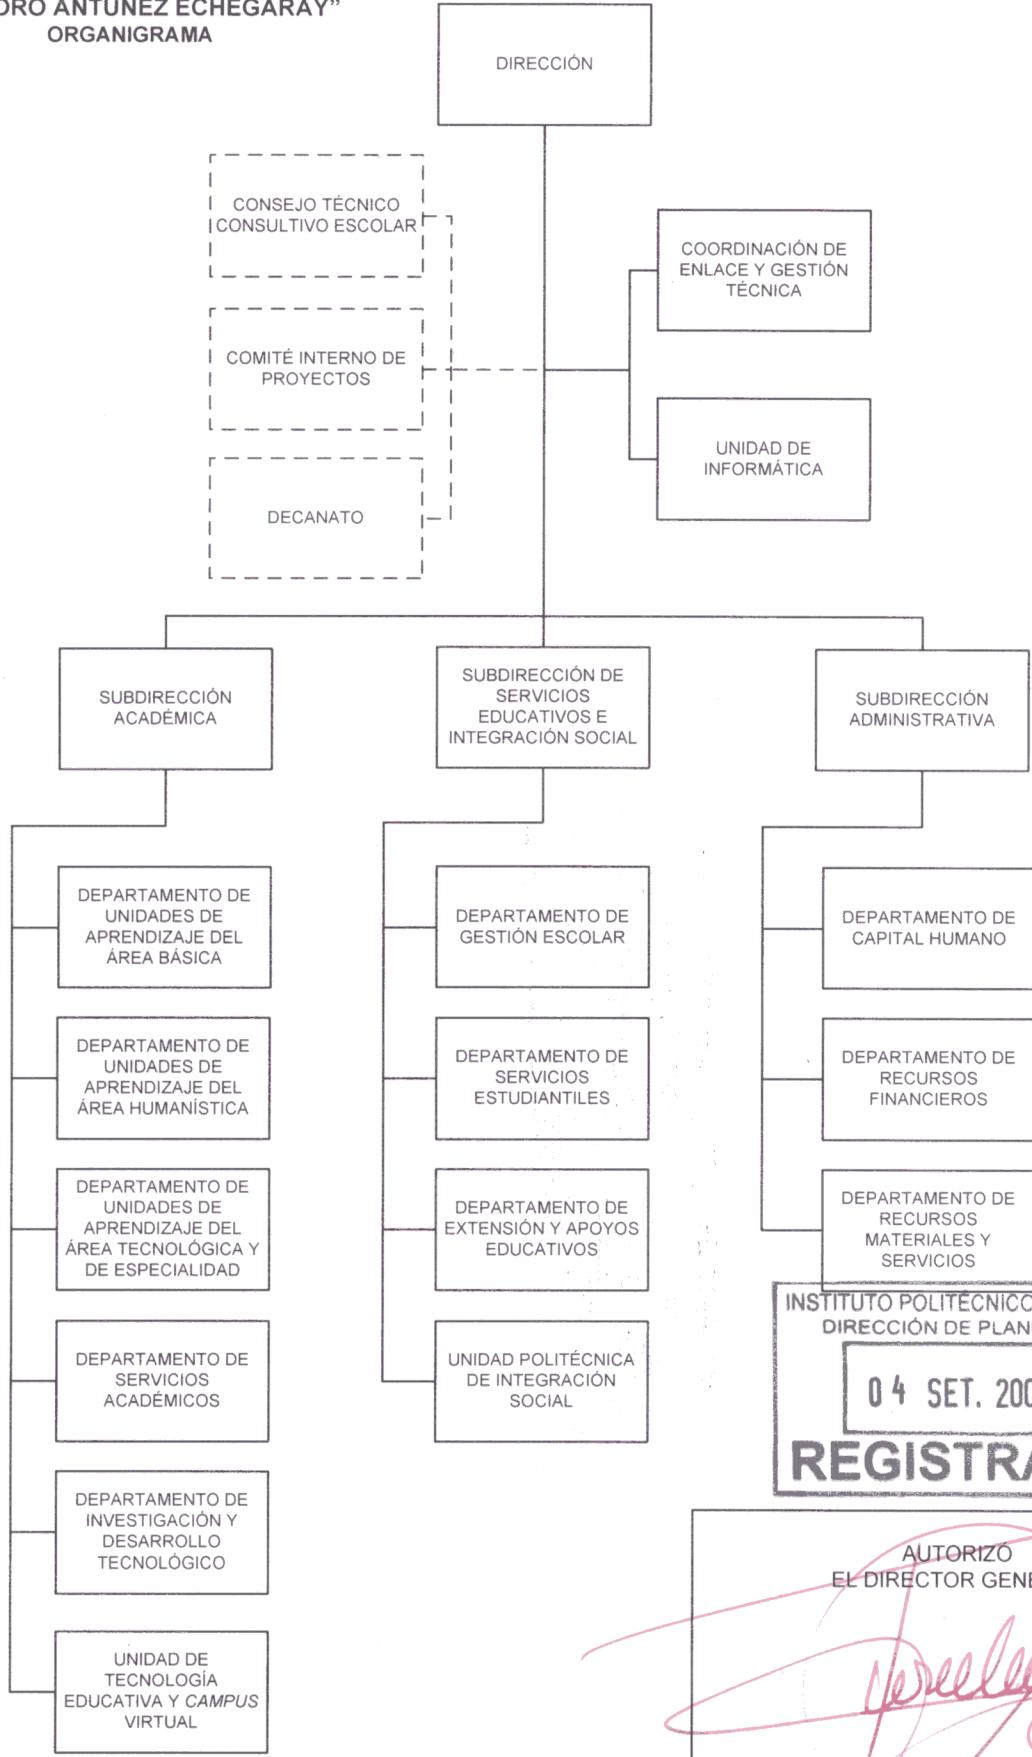 ANTÚNEZ ECHEGARAY”
ORGANIGRAMA
DIRECCIÓN
CONSEJO TÉCNICO
CONSULTIVO ESCOLAR
COORDINACIÓN DE
ENLACE Y GESTIÓN
TÉCNICA
COMITÉ INTERNO DE
PROYECTOS
UNIDAD DE
INFORMÁTICA
DECANATO
SUBDIRECCIÓN
ACADÉMICA
SUBDIRECCIÓN DE
SERVICIOS
EDUCATIVOS E
INTEGRACIÓN SOCIAL
SUBDIRECCIÓN
ADMINISTRATIVA
DEPARTAMENTO DE
UNIDADES DE
APRENDIZAJE DEL
ÁREA BÁSICA
DEPARTAMENTO DE
GESTIÓN ESCOLAR
DEPARTAMENTO DE
CAPITAL HUMANO
DEPARTAMENTO DE
UNIDADES DE
APRENDIZAJE DEL
ÁREA HUMANÍSTICA
DEPARTAMENTO DE
SERVICIOS
ESTUDIANTILES
DEPARTAMENTO DE
RECURSOS
FINANCIEROS
DEPARTAMENTO DE
UNIDADES DE
APRENDIZAJE DEL
ÁREA TECNOLÓGICA Y
DE ESPECIALIDAD
DEPARTAMENTO DE
EXTENSIÓN Y APOYOS
EDUCATIVOS
DEPARTAMENTO DE
RECURSOS
MATERIALES Y
SERVICIOS
DEPARTAMENTO DE
SERVICIOS
ACADÉMICOS
UNIDAD POLITÉCNICA
DE INTEGRACIÓN
SOCIAL
INSTITUTO POLITÉCNICO
DIRECCIÓN DE PLAN
04 SET. 200
REGISTRA
DEPARTAMENTO DE
INVESTIGACIÓN Y
DESARROLLO
TECNOLÓGICO
AUTORIZÓ
EL DIRECTOR GENE
UNIDAD DE
TECNOLOGÍA
EDUCATIVA Y CAMPUS
VIRTUAL